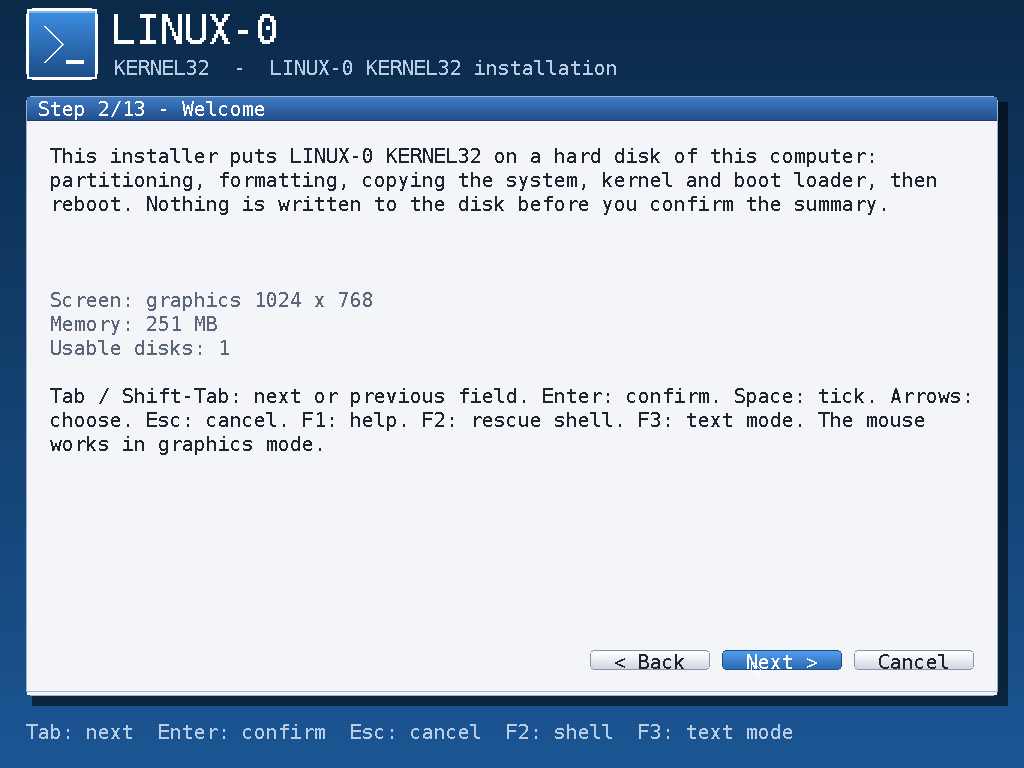 LINUX-0
KERNEL32  -  LINUX-0 KERNEL32 installation
Step 2/13 - Welcome
This installer puts LINUX-0 KERNEL32 on a hard disk of this computer:
partitioning, formatting, copying the system, kernel and boot loader, then
reboot. Nothing is written to the disk before you confirm the summary.
Screen: graphics 1024 x 768
Memory: 251 MB
Usable disks: 1
Tab / Shift-Tab: next or previous field. Enter: confirm. Space: tick. Arrows:
choose. Esc: cancel. F1: help. F2: rescue shell. F3: text mode. The mouse
works in graphics mode.
< Back  Next >  Cancel
Tab: next  Enter: confirm  Esc: cancel  F2: shell  F3: text mode